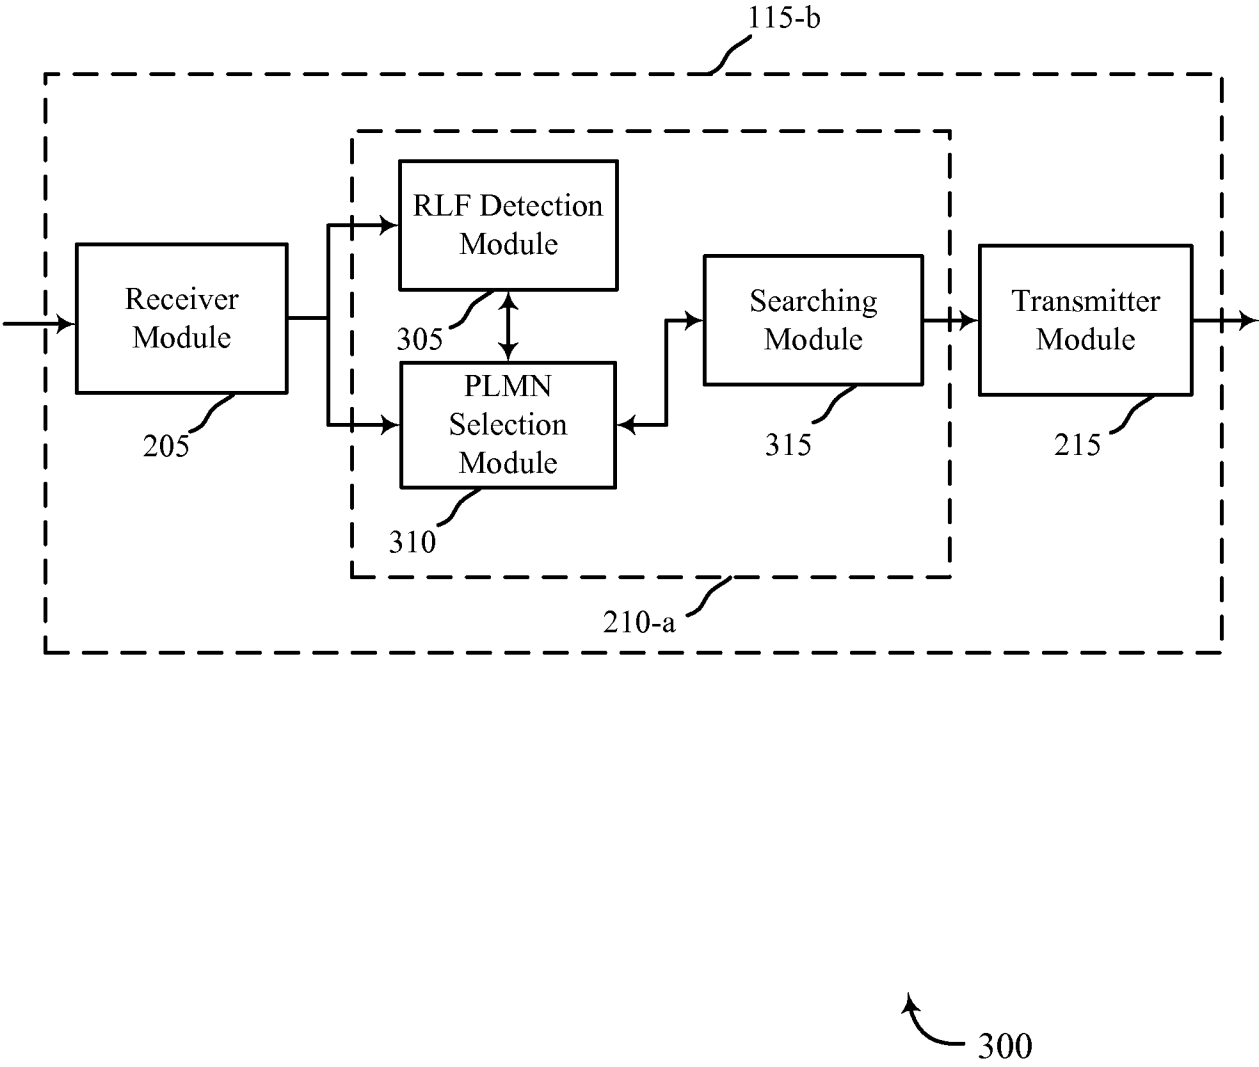 115-b
RLF Detection
Module
305
Receiver
Module
205
PLMN
Selection
Module
310
Searching
Module
315
Transmitter
Module
215
210-a
300